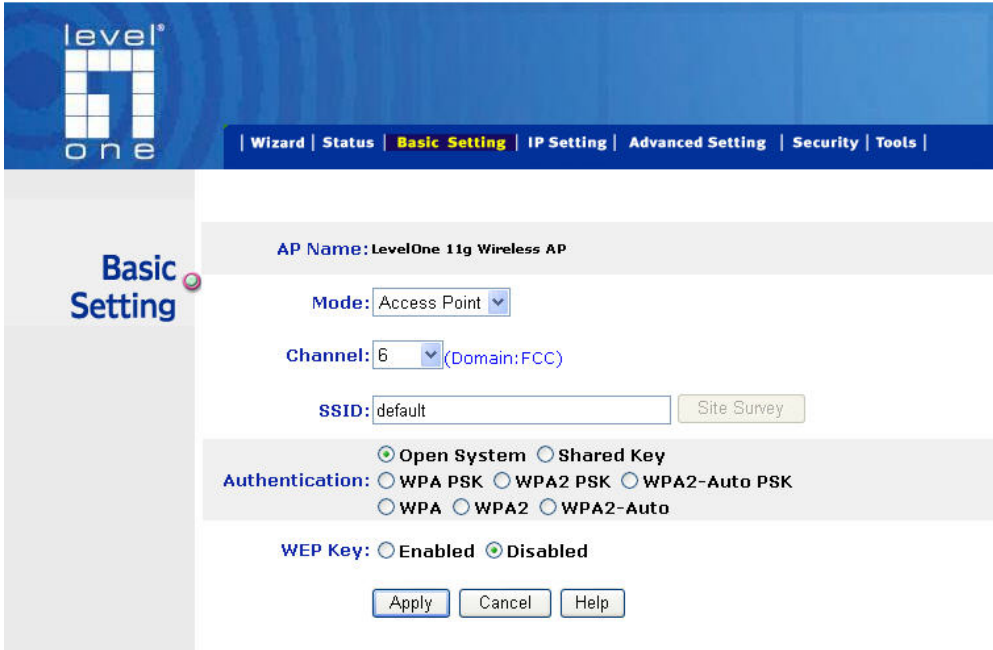 level®
one
| Wizard | Status | Basic Setting | IP Setting | Advanced Setting | Security | Tools |
Basic
Setting
AP Name: LevelOne 11g Wireless AP
Mode: Access Point
Channel: 6 (Domain:FCC)
SSID: default Site Survey
Open System Shared Key
Authentication: WPA PSK WPA2 PSK WPA2-Auto PSK
WPA WPA2 WPA2-Auto
WEP Key: Enabled Disabled
Apply Cancel Help